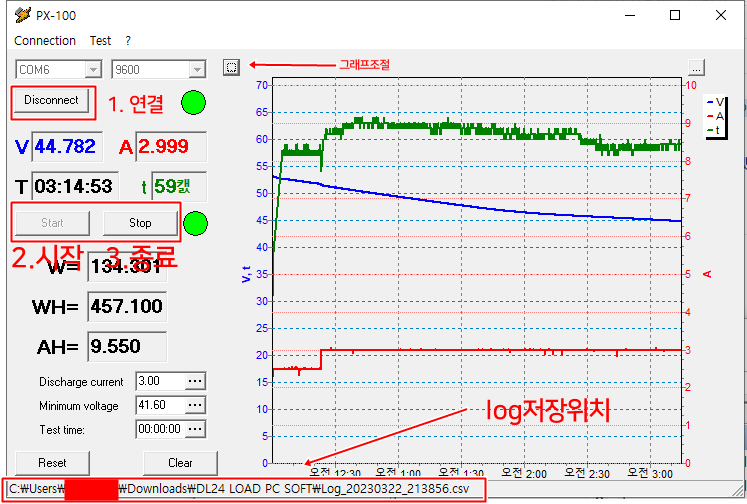 PX-100
Connection Test ?
COM6 9600 그래프조절 ...
Disconnect 1. 연결
V 44.782 A 2.999
T 03:14:53 t 59캜
Start Stop
2.시작 3.종료
W= 134.301
WH= 457.100
AH= 9.550
Discharge current 3.00 ...
Minimum voltage 41.60 ...
Test time: 00:00:00 ...
Reset Clear
70
65
60
55
50
45
40
35
30
25
20
15
10
5
0
V, t
10
9
8
7
6
5
4
3
2
1
0
A
V
A
t
log저장위치
오전 12:30 오전 1:00 오전 1:30 오전 2:00 오전 2:30 오전 3:00
C:₩Users₩ ₩Downloads₩DL24 LOAD PC SOFT₩Log_20230322_213856.csv